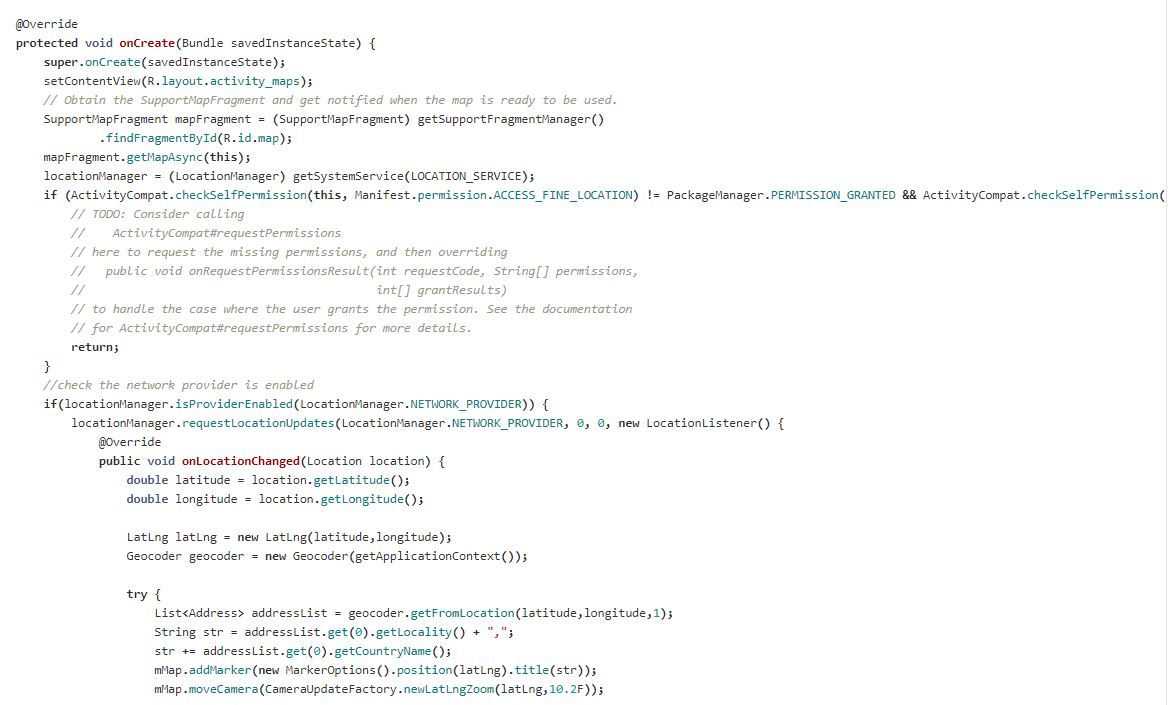 @Override
protected void onCreate(Bundle savedInstanceState) {
    super.onCreate(savedInstanceState);
    setContentView(R.layout.activity_maps);
    // Obtain the SupportMapFragment and get notified when the map is ready to be used.
    SupportMapFragment mapFragment = (SupportMapFragment) getSupportFragmentManager()
            .findFragmentById(R.id.map);
    mapFragment.getMapAsync(this);
    locationManager = (LocationManager) getSystemService(LOCATION_SERVICE);
    if (ActivityCompat.checkSelfPermission(this, Manifest.permission.ACCESS_FINE_LOCATION) != PackageManager.PERMISSION_GRANTED && ActivityCompat.checkSelfPermission(
        // TODO: Consider calling
        //    ActivityCompat#requestPermissions
        // here to request the missing permissions, and then overriding
        //   public void onRequestPermissionsResult(int requestCode, String[] permissions,
        //                                          int[] grantResults)
        // to handle the case where the user grants the permission. See the documentation
        // for ActivityCompat#requestPermissions for more details.
        return;
    }
    //check the network provider is enabled
    if(locationManager.isProviderEnabled(LocationManager.NETWORK_PROVIDER)) {
        locationManager.requestLocationUpdates(LocationManager.NETWORK_PROVIDER, 0, 0, new LocationListener() {
            @Override
            public void onLocationChanged(Location location) {
                double latitude = location.getLatitude();
                double longitude = location.getLongitude();

                LatLng latLng = new LatLng(latitude,longitude);
                Geocoder geocoder = new Geocoder(getApplicationContext());

                try {
                    List<Address> addressList = geocoder.getFromLocation(latitude,longitude,1);
                    String str = addressList.get(0).getLocality() + ",";
                    str += addressList.get(0).getCountryName();
                    mMap.addMarker(new MarkerOptions().position(latLng).title(str));
                    mMap.moveCamera(CameraUpdateFactory.newLatLngZoom(latLng,10.2F));